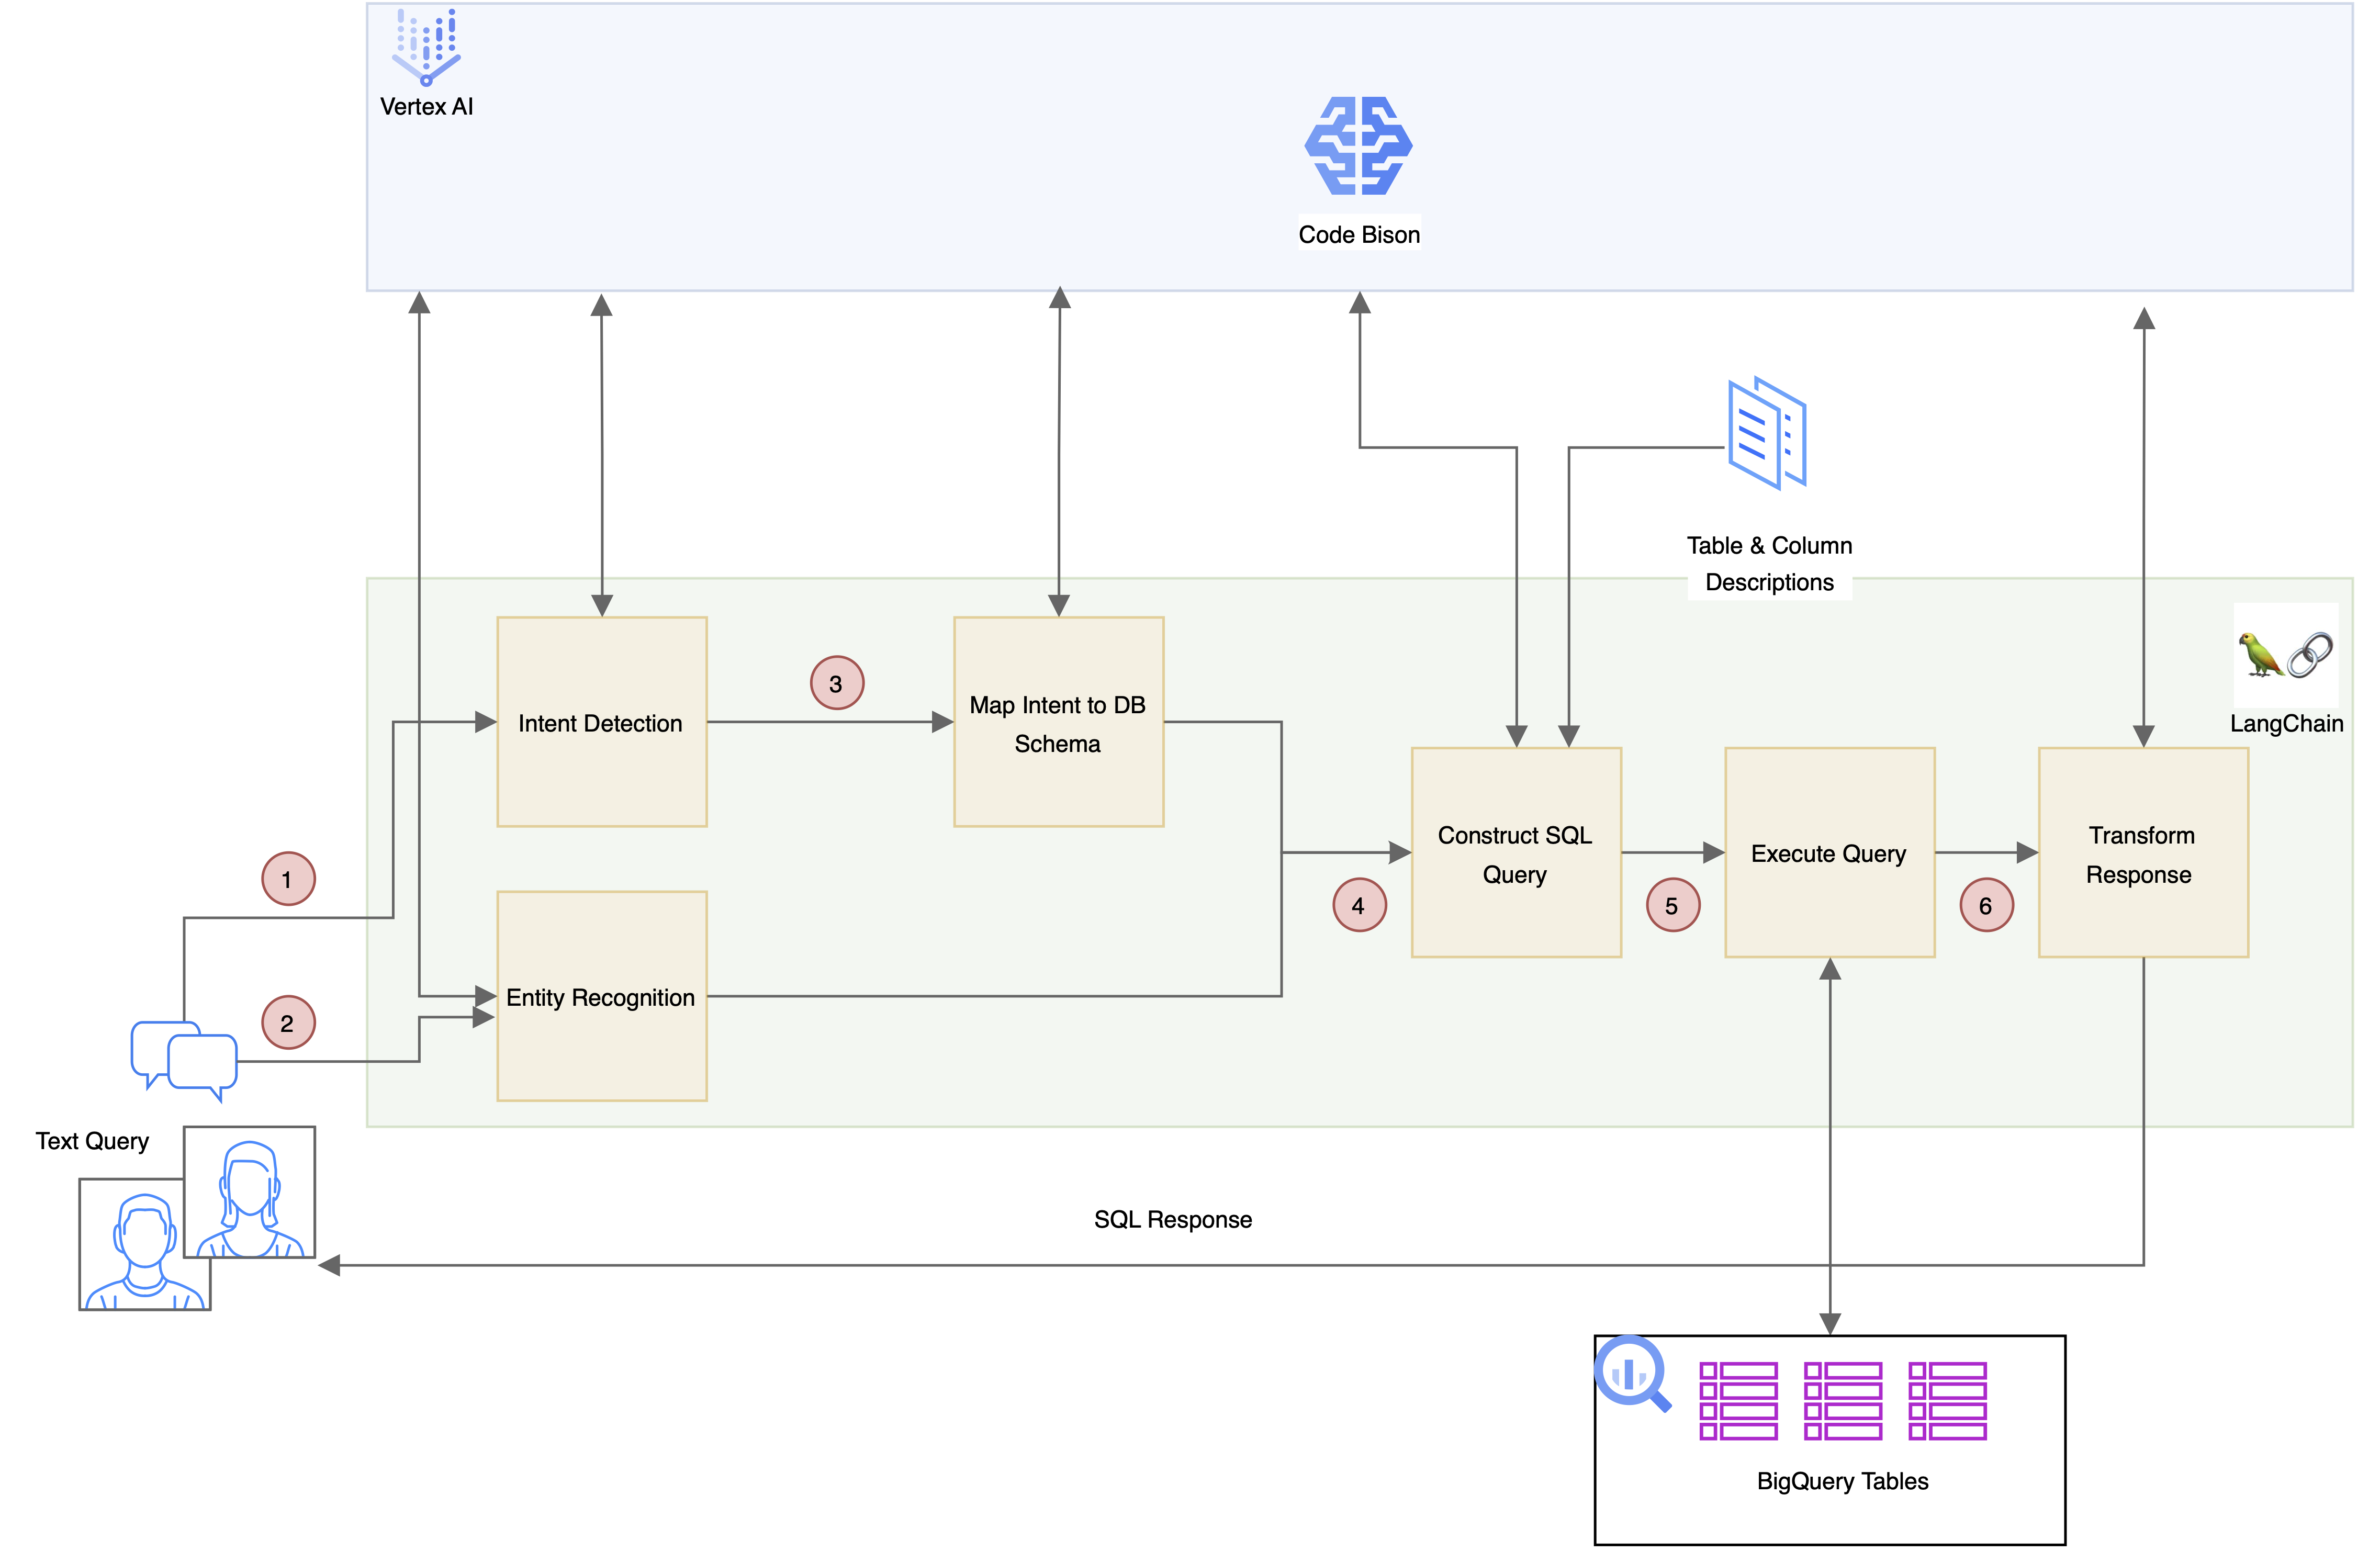 Vertex AI
Code Bison
Table & Column
Descriptions
LangChain
3
Intent Detection
Map Intent to DB
Schema
1
Construct SQL
Query
Execute Query
Transform
Response
4
5
6
2
Entity Recognition
Text Query
SQL Response
BigQuery Tables